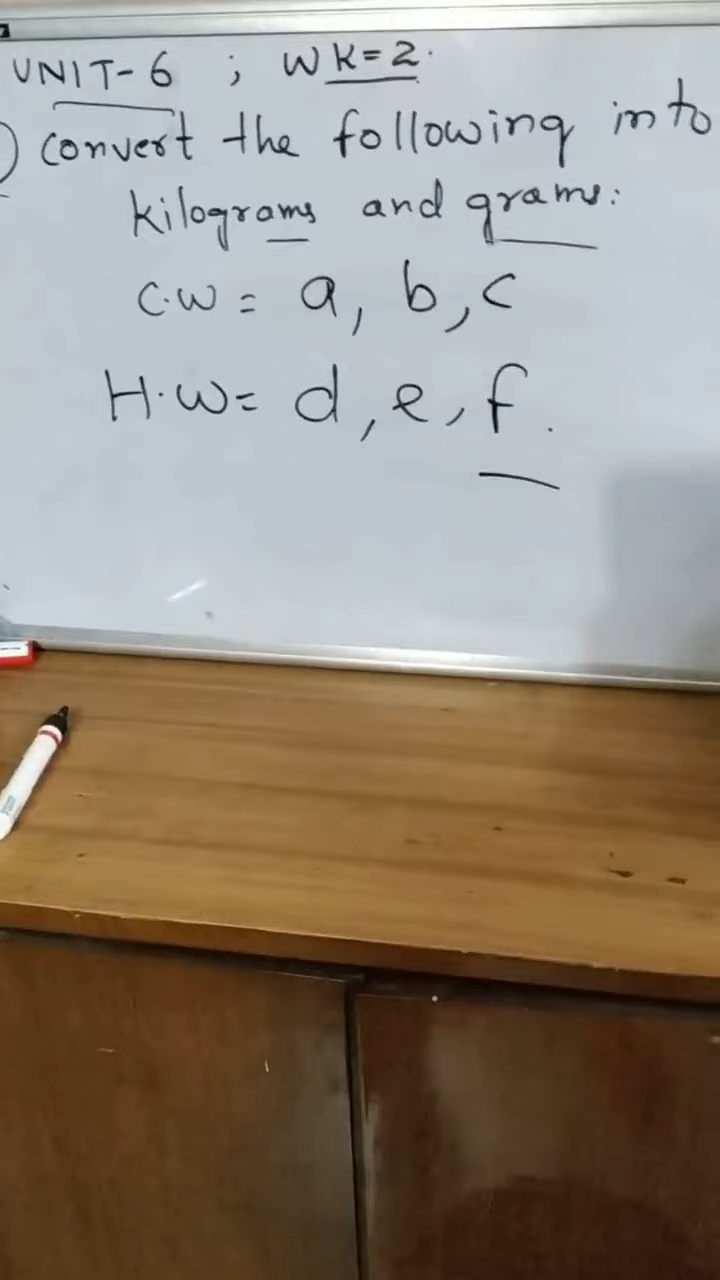 UNIT-6 ; WK=2.
) convert the following into
kilograms and grams:
C.W = a, b, c
H.W= d, e, f.